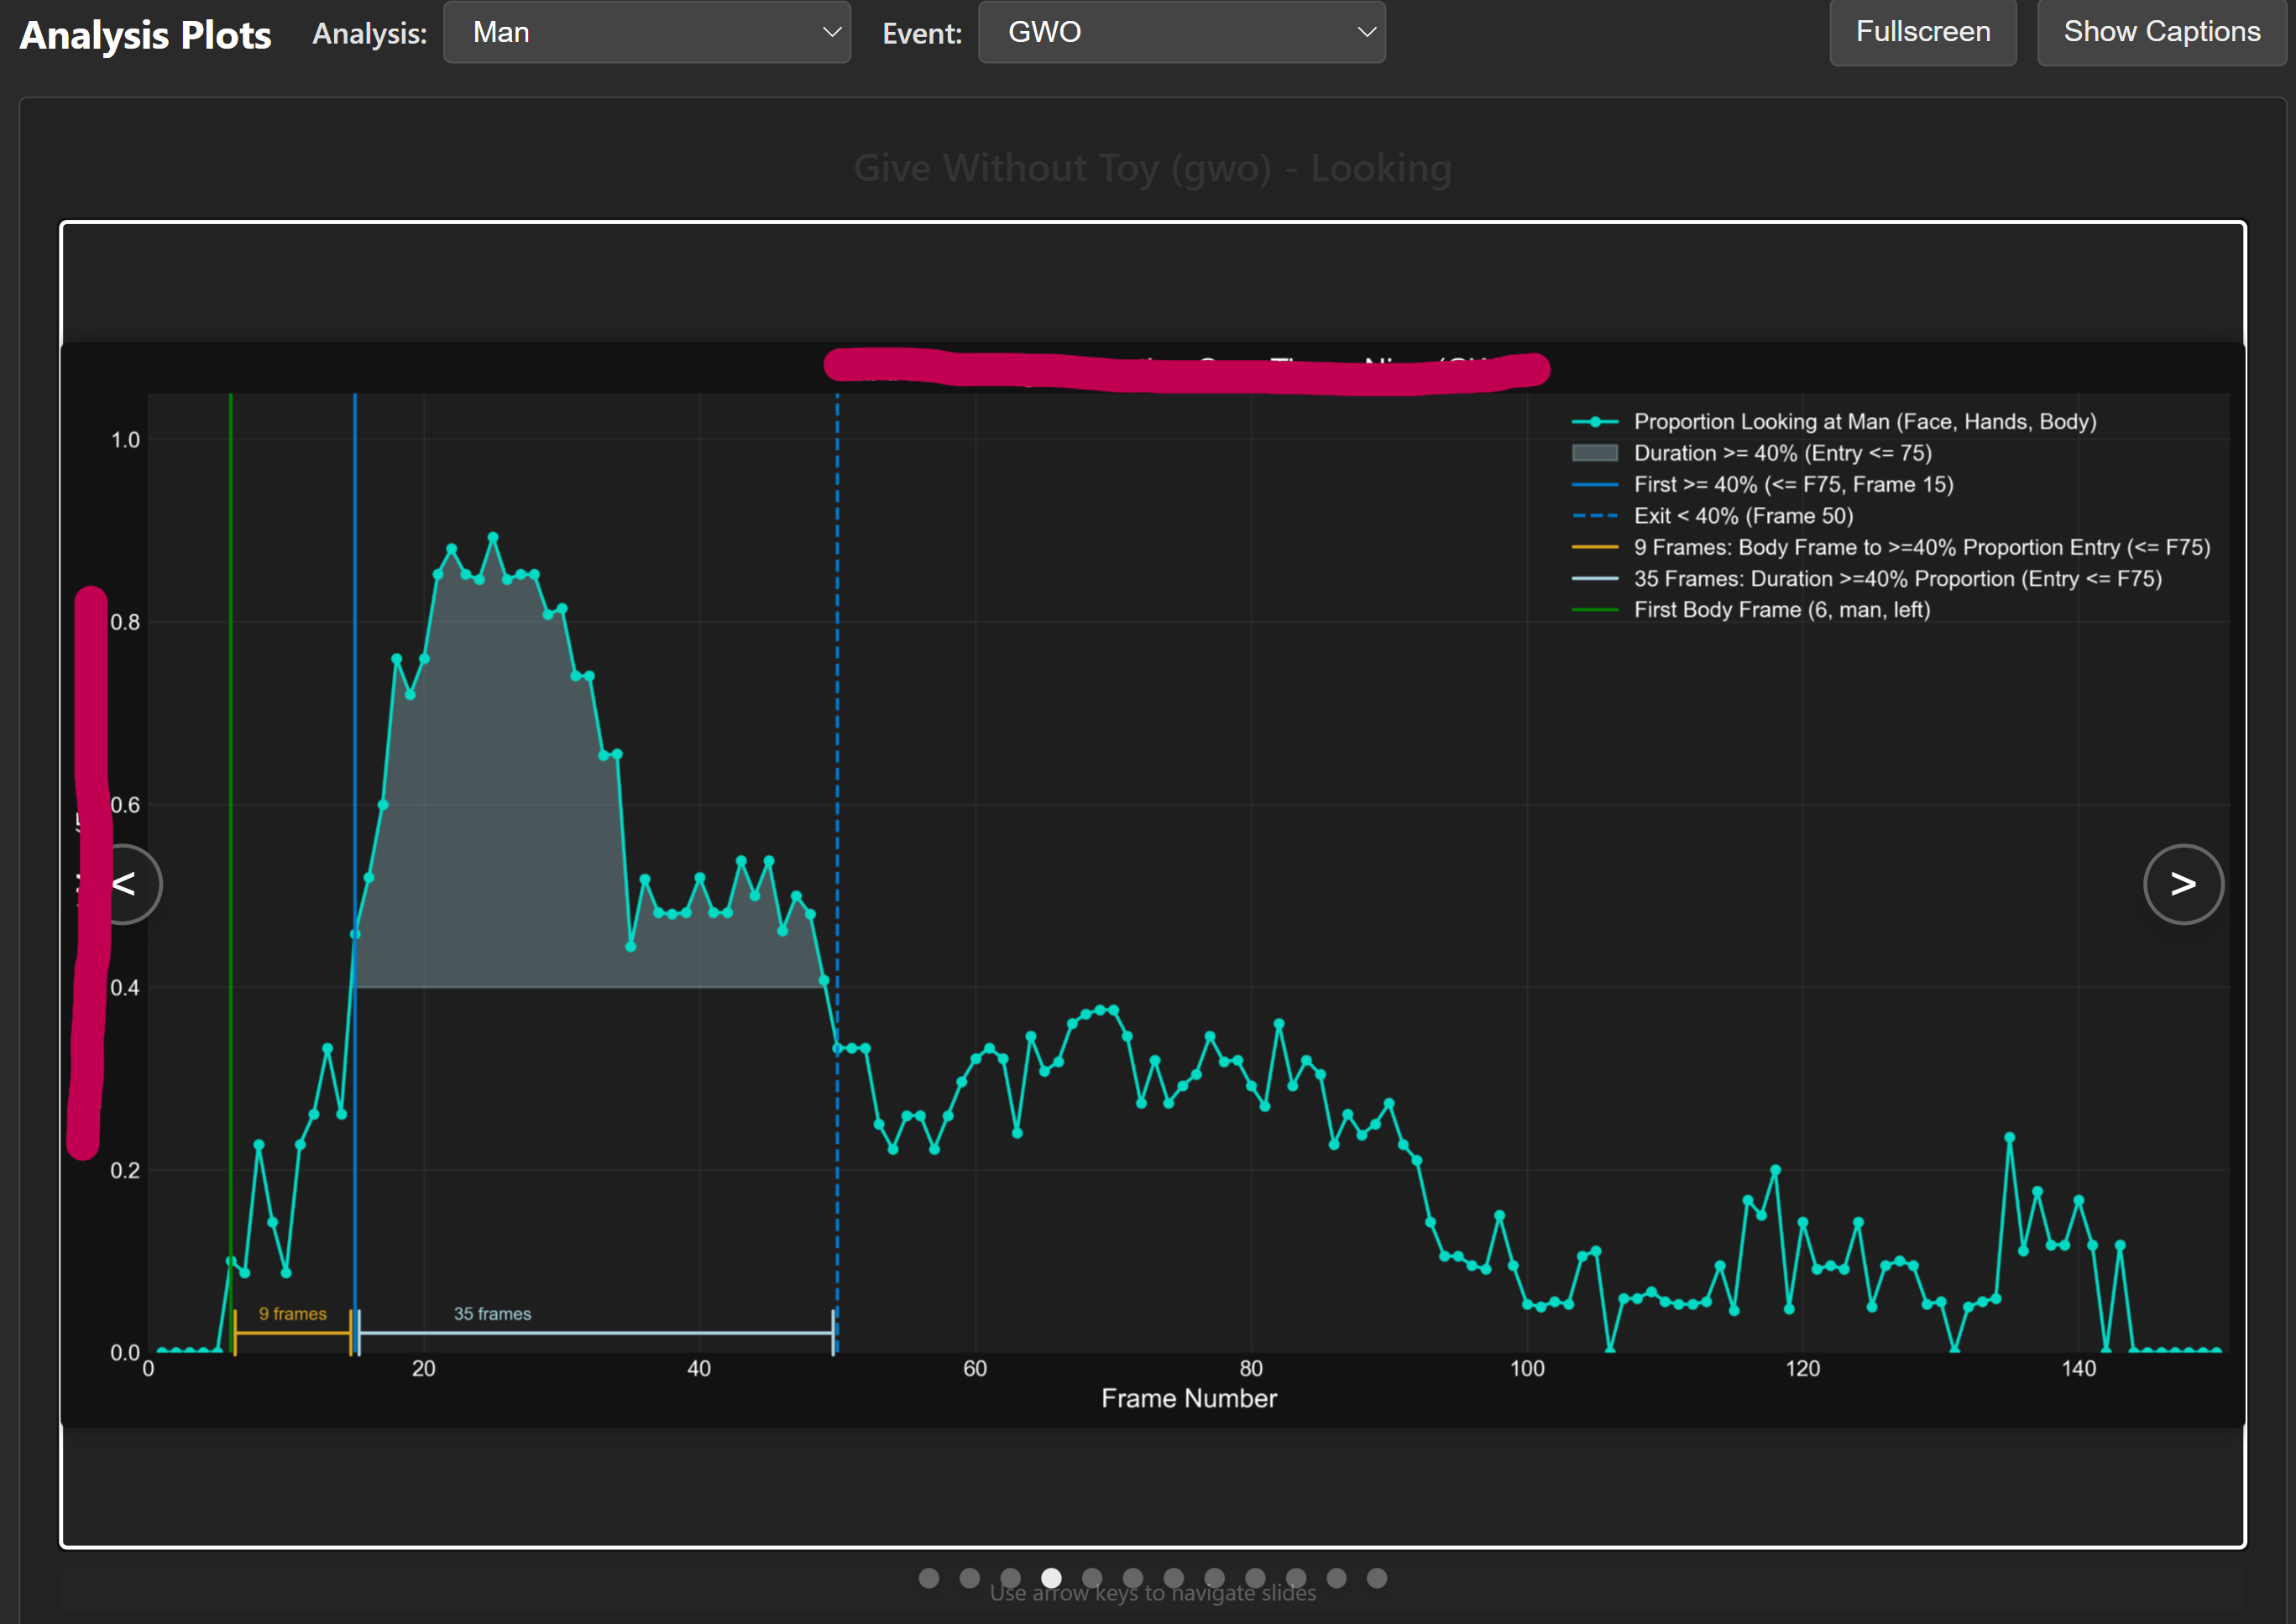 Analysis Plots Analysis: Man Event: GWO Fullscreen Show Captions
Give Without Toy (gwo) - Looking
Proportion Looking at Man (Face, Hands, Body)
Duration >= 40% (Entry <= 75)
First >= 40% (<= F75, Frame 15)
Exit < 40% (Frame 50)
9 Frames: Body Frame to >=40% Proportion Entry (<= F75)
35 Frames: Duration >=40% Proportion (Entry <= F75)
First Body Frame (6, man, left)
1.0
0.8
0.6
0.4
0.2
0.0
< >
9 frames 35 frames
0 20 40 60 80 100 120 140
Frame Number
Use arrow keys to navigate slides